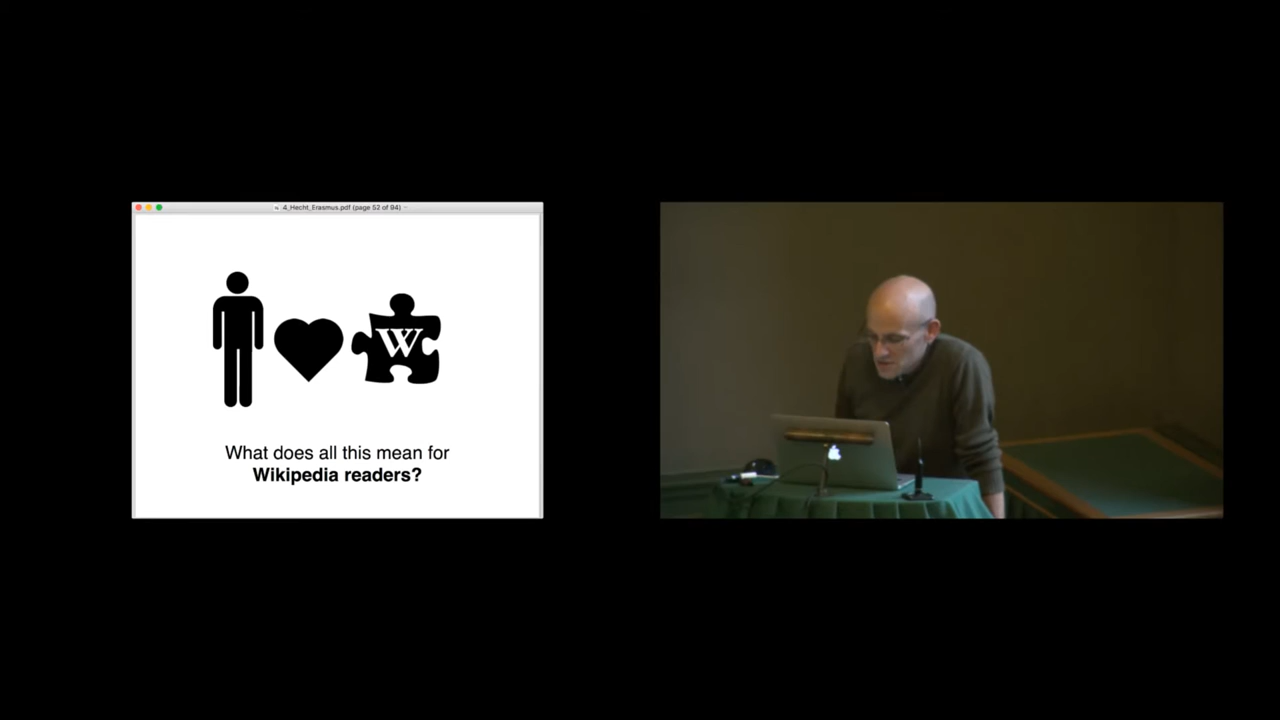 4_Hecht_Erasmus.pdf (page 52 of 94)
W
What does all this mean for
Wikipedia readers?